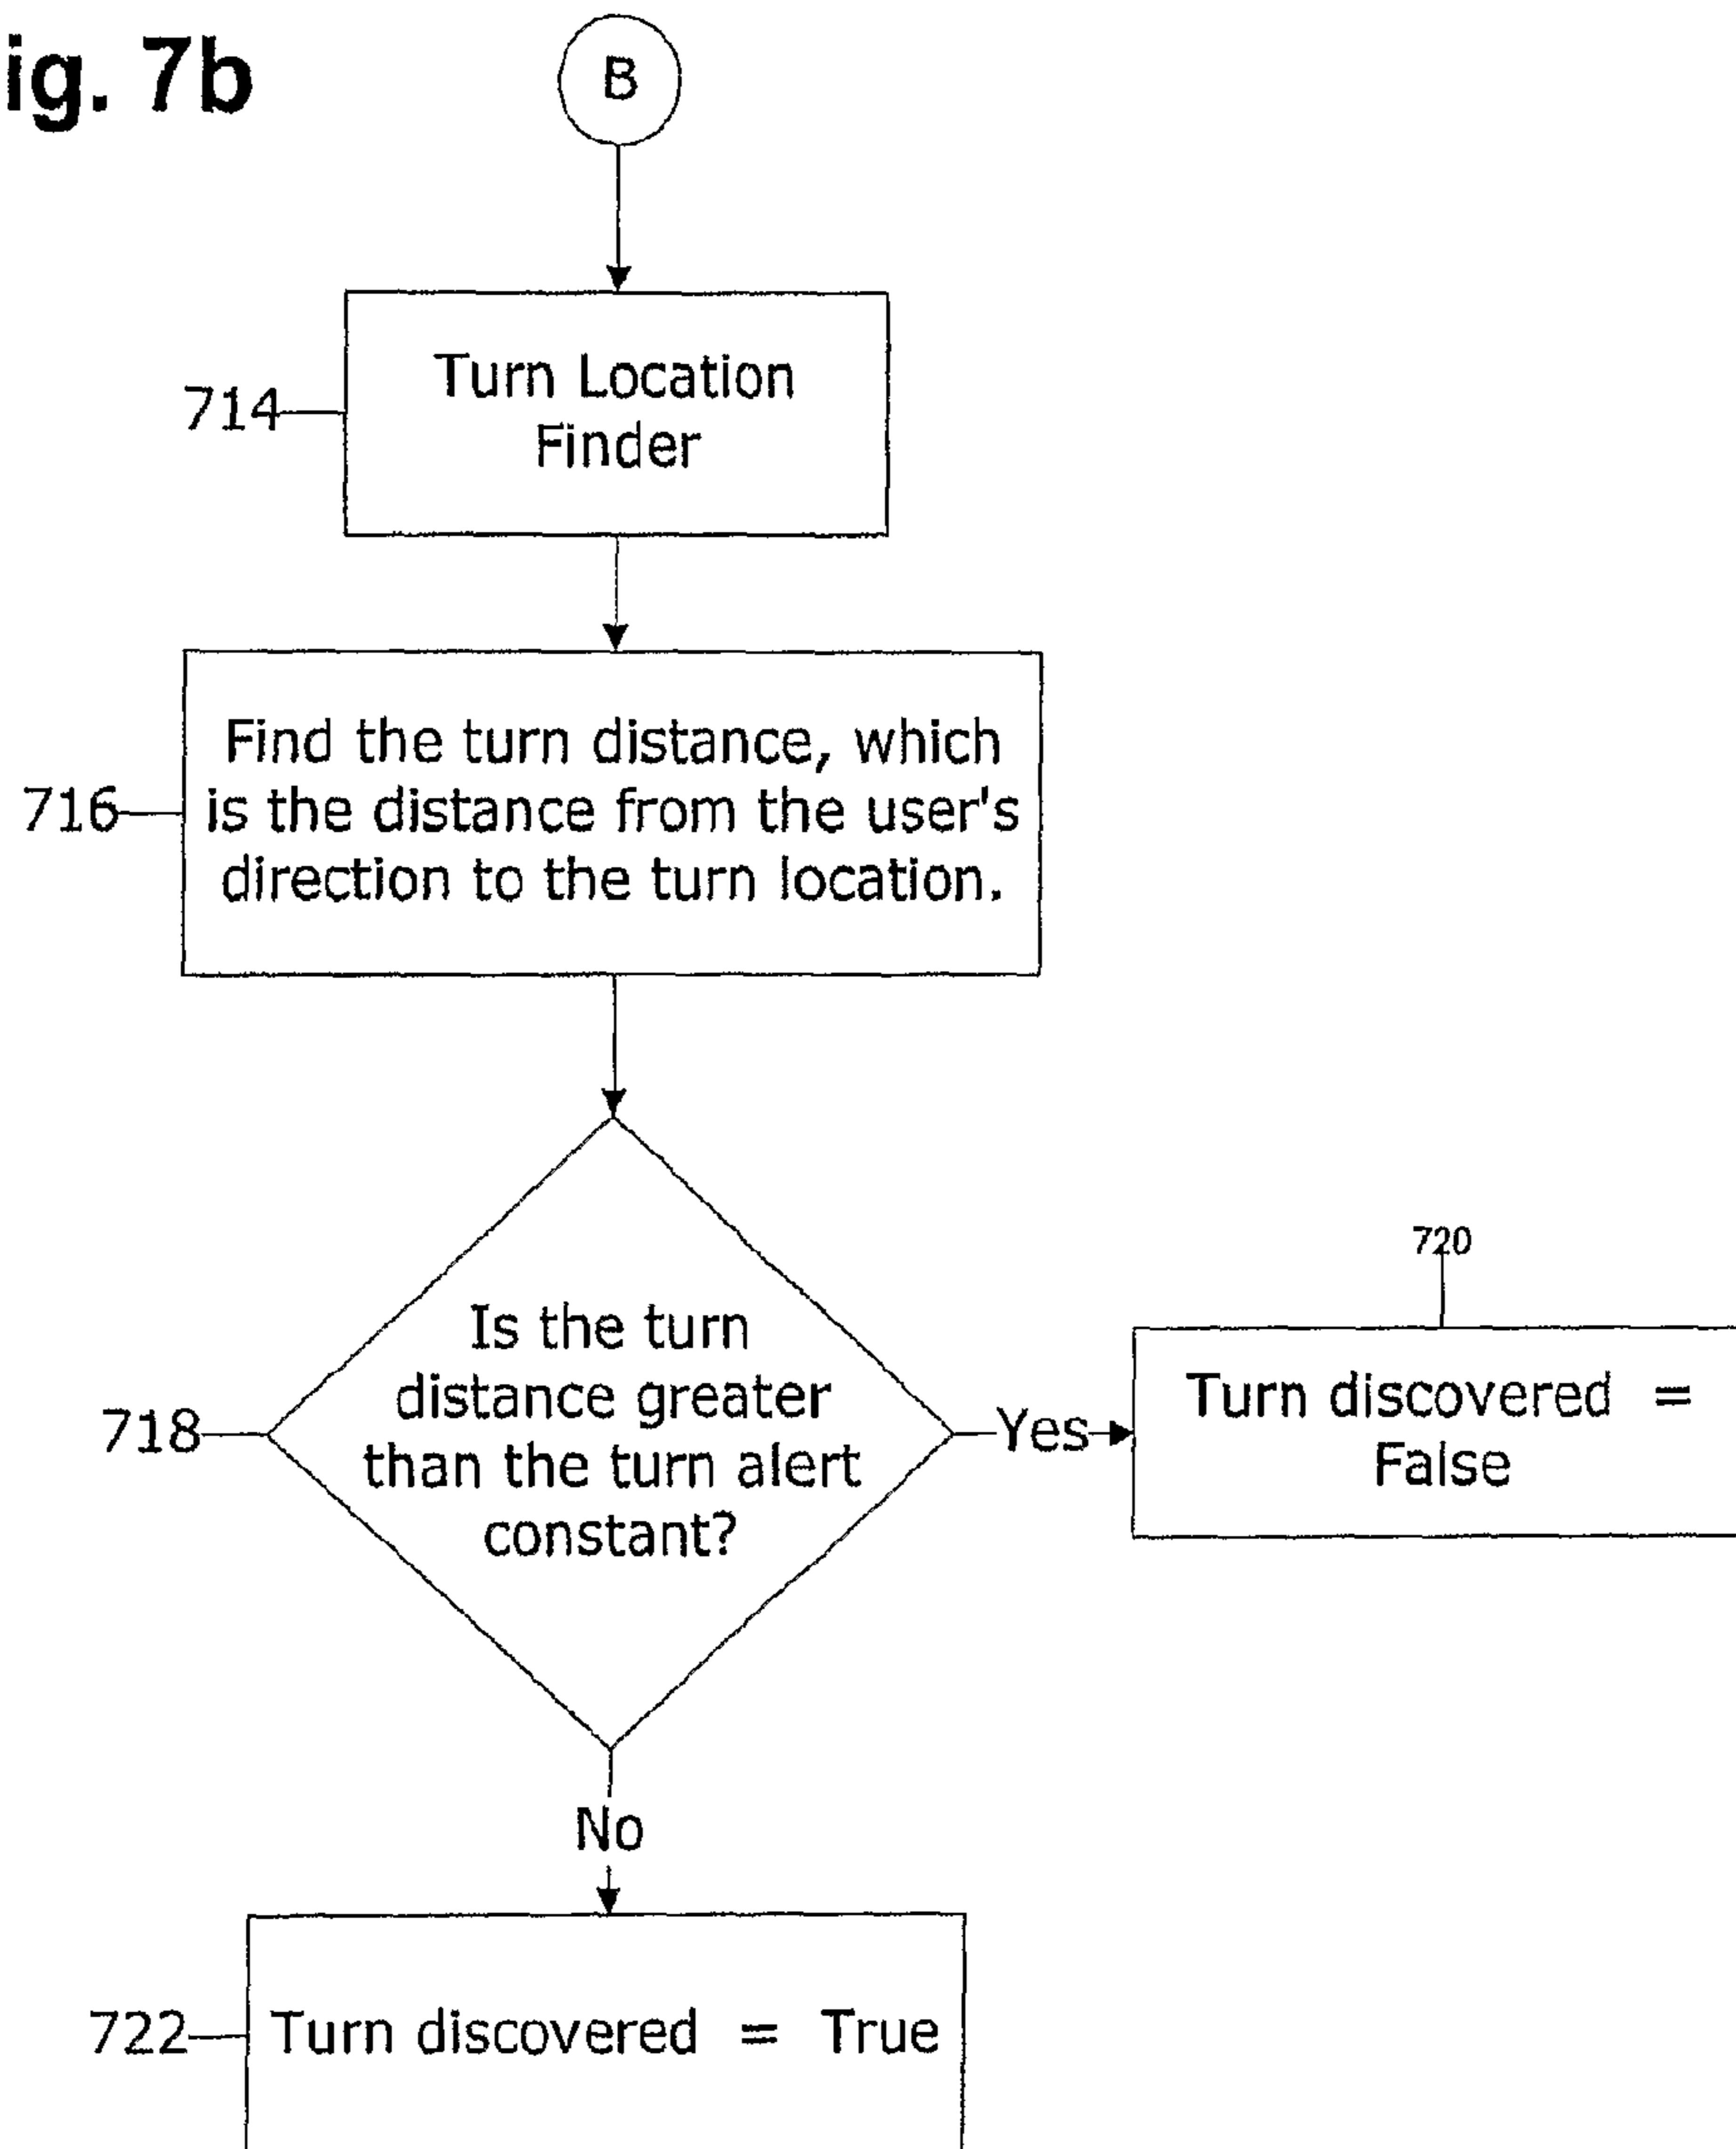 ig. 7b
B
714
Turn Location
Finder
716
Find the turn distance, which
is the distance from the user's
direction to the turn location.
718
Is the turn
distance greater
than the turn alert
constant?
Yes
720
Turn discovered =
False
No
722
Turn discovered = True